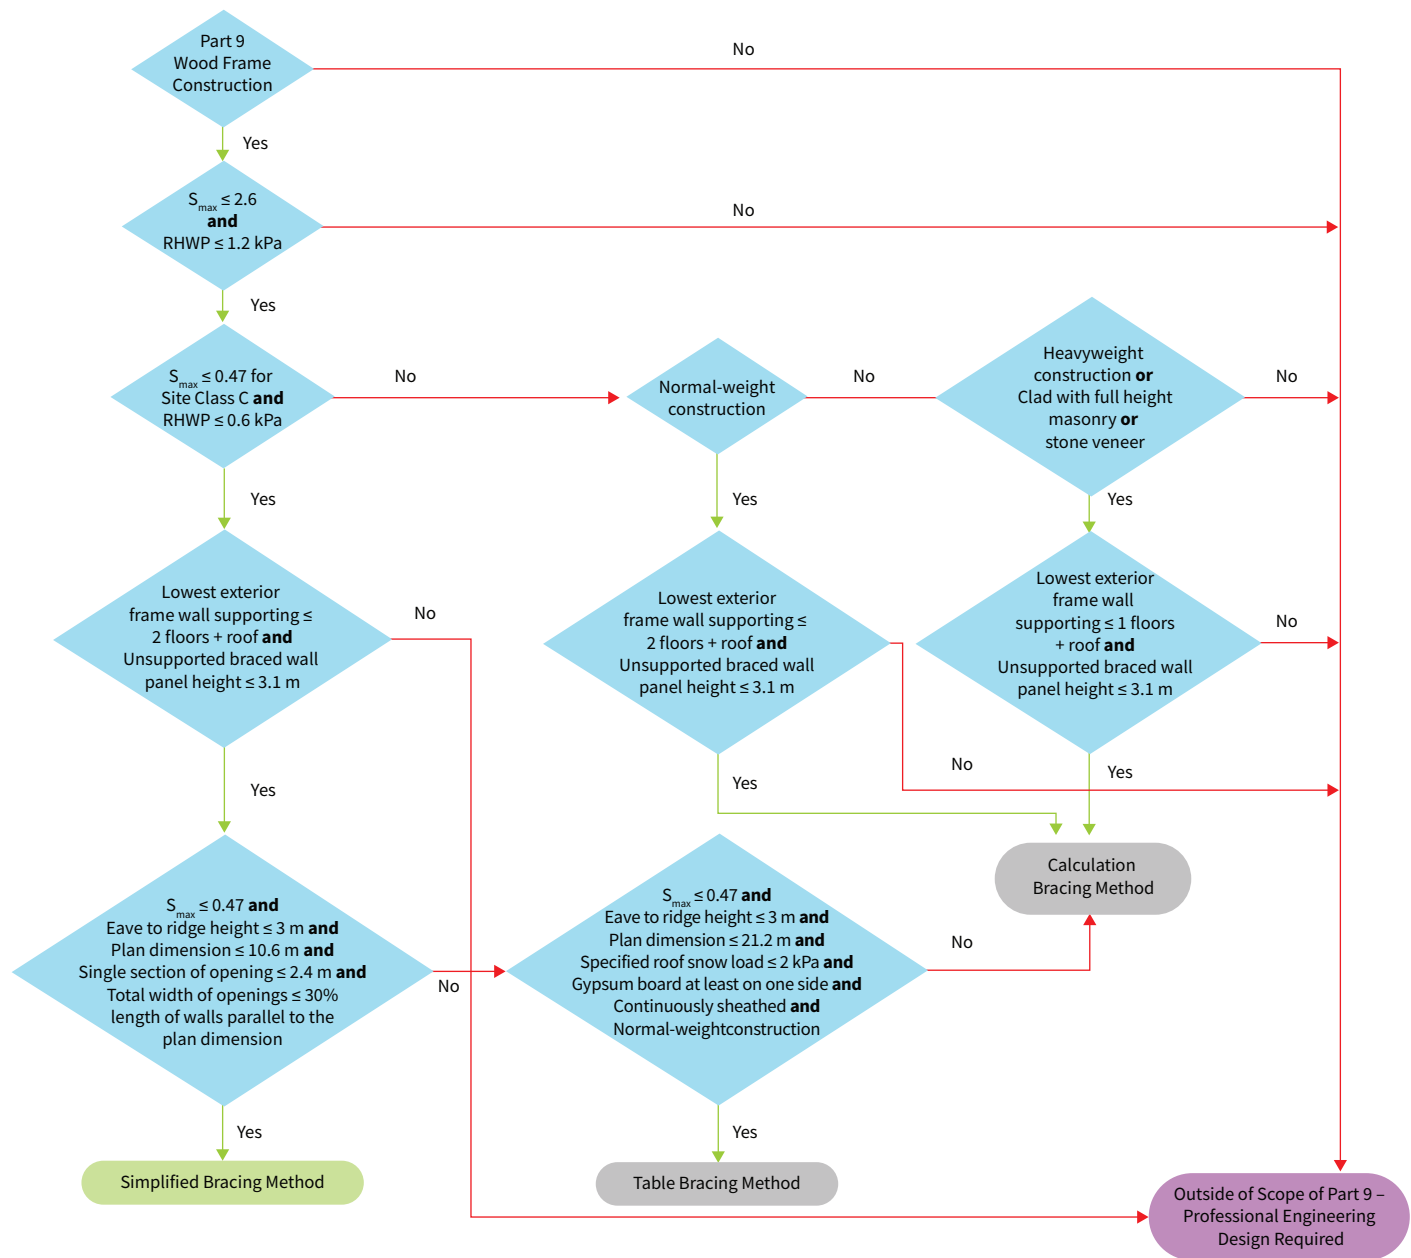 Part 9
Wood Frame
Construction
No
Yes
Smax ≤ 2.6
and
RHWP ≤ 1.2 kPa
No
Yes
Smax ≤ 0.47 for
Site Class C and
RHWP ≤ 0.6 kPa
No
Normal-weight
construction
No
Heavyweight
construction or
Clad with full height
masonry or
stone veneer
No
Yes
Yes
Yes
Lowest exterior
frame wall supporting ≤
2 floors + roof and
Unsupported braced wall
panel height ≤ 3.1 m
No
Lowest exterior
frame wall supporting ≤
2 floors + roof and
Unsupported braced wall
panel height ≤ 3.1 m
Lowest exterior
frame wall
supporting ≤ 1 floors
+ roof and
Unsupported braced wall
panel height ≤ 3.1 m
No
Yes
Yes
No
Yes
Calculation
Bracing Method
Smax ≤ 0.47 and
Eave to ridge height ≤ 3 m and
Plan dimension ≤ 10.6 m and
Single section of opening ≤ 2.4 m and
Total width of openings ≤ 30%
length of walls parallel to the
plan dimension
No
Smax ≤ 0.47 and
Eave to ridge height ≤ 3 m and
Plan dimension ≤ 21.2 m and
Specified roof snow load ≤ 2 kPa and
Gypsum board at least on one side and
Continuously sheathed and
Normal-weightconstruction
No
Yes
Yes
Simplified Bracing Method
Table Bracing Method
Outside of Scope of Part 9 –
Professional Engineering
Design Required